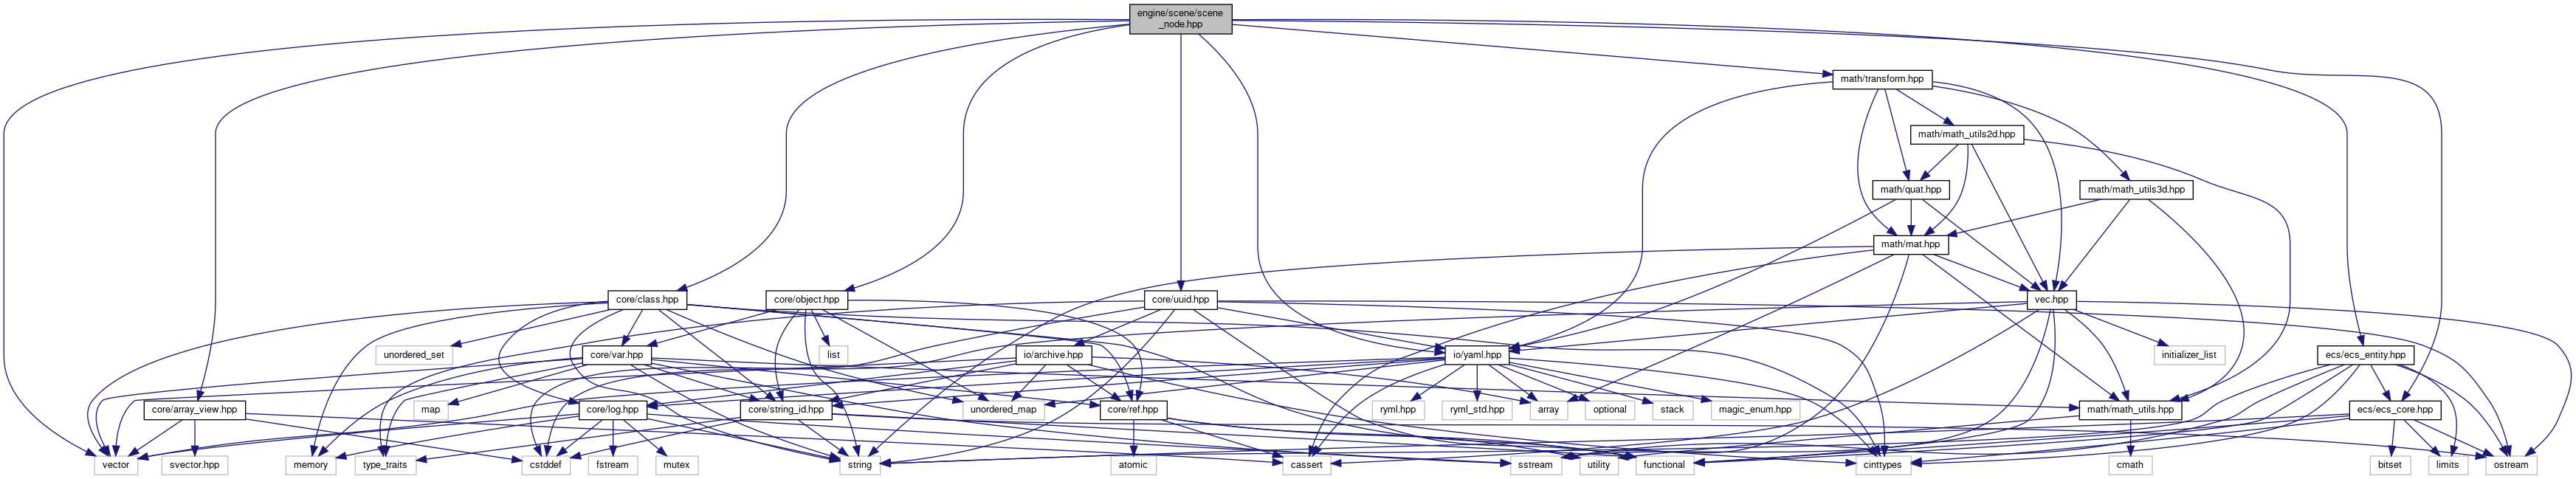 engine/scene/scene
_node.hpp
math/transform.hpp
math/math_utils2d.hpp
math/quat.hpp
math/math_utils3d.hpp
math/mat.hpp
core/class.hpp
core/object.hpp
core/uuid.hpp
vec.hpp
unordered_set
core/var.hpp
list
io/archive.hpp
io/yaml.hpp
initializer_list
ecs/ecs_entity.hpp
core/array_view.hpp
map
core/log.hpp
core/string_id.hpp
unordered_map
core/ref.hpp
ryml.hpp
ryml_std.hpp
array
optional
stack
magic_enum.hpp
math/math_utils.hpp
ecs/ecs_core.hpp
vector
svector.hpp
memory
type_traits
cstddef
fstream
mutex
string
atomic
cassert
sstream
utility
functional
cinttypes
cmath
bitset
limits
ostream